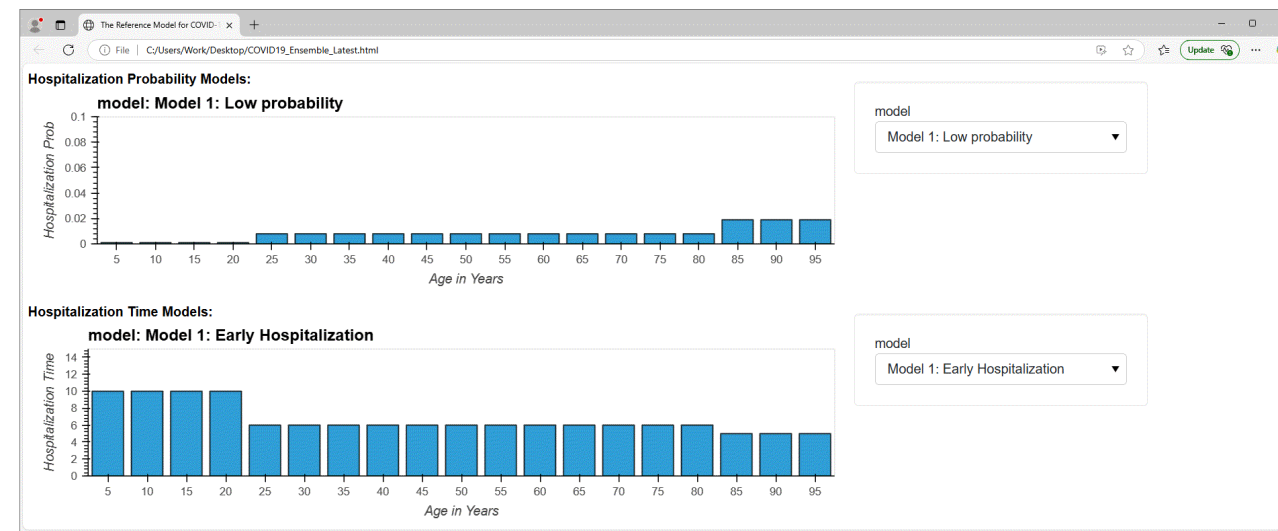 The Reference Model for COVID-
File
C:/Users/Work/Desktop/COVID19_Ensemble_Latest.html
Update
Hospitalization Probability Models:
model: Model 1: Low probability
0.1
0.08
0.06
0.04
0.02
0
Hospitalization Prob
5 10 15 20 25 30 35 40 45 50 55 60 65 70 75 80 85 90 95
Age in Years
model
Model 1: Low probability
Hospitalization Time Models:
model: Model 1: Early Hospitalization
14
12
10
8
6
4
2
0
Hospitalization Time
5 10 15 20 25 30 35 40 45 50 55 60 65 70 75 80 85 90 95
Age in Years
model
Model 1: Early Hospitalization